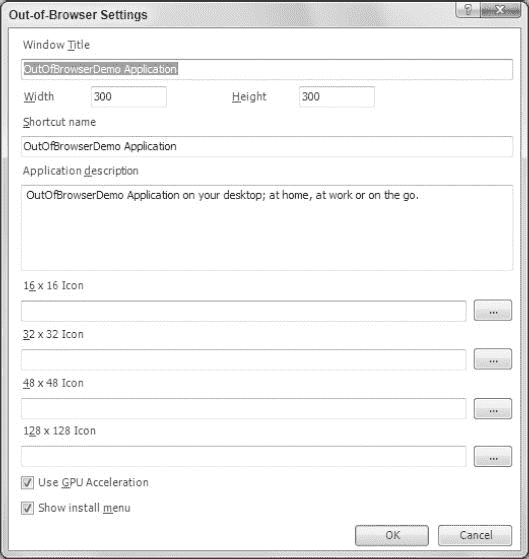 Out-of-Browser Settings
?
Window Title
OutOfBrowserDemo Application
Width 300 Height 300
Shortcut name
OutOfBrowserDemo Application
Application description
OutOfBrowserDemo Application on your desktop; at home, at work or on the go.
16 x 16 Icon
...
32 x 32 Icon
...
48 x 48 Icon
...
128 x 128 Icon
...
Use GPU Acceleration
Show install menu
OK Cancel